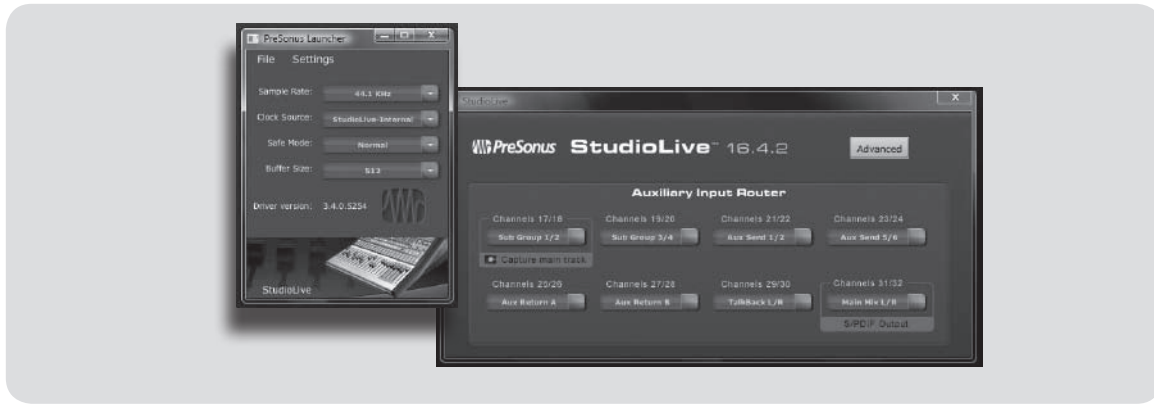 PreSonus Launcher
File Settings
Sample Rate: 44.1 KHz
Clock Source: StudioLive-Internal
Safe Mode: Normal
Buffer Size: 512
Driver version: 3.4.0.5254
StudioLive
StudioLive
PreSonus StudioLive™ 16.4.2 Advanced
Auxiliary Input Router
Channels 17/18 Channels 19/20 Channels 21/22 Channels 23/24
Sub Group 1/2 Sub Group 3/4 Aux Send 1/2 Aux Send 5/6
Capture main track
Channels 25/26 Channels 27/28 Channels 29/30 Channels 31/32
Aux Return A Aux Return B TalkBack L/R Main Mix L/R
S/PDIF Output